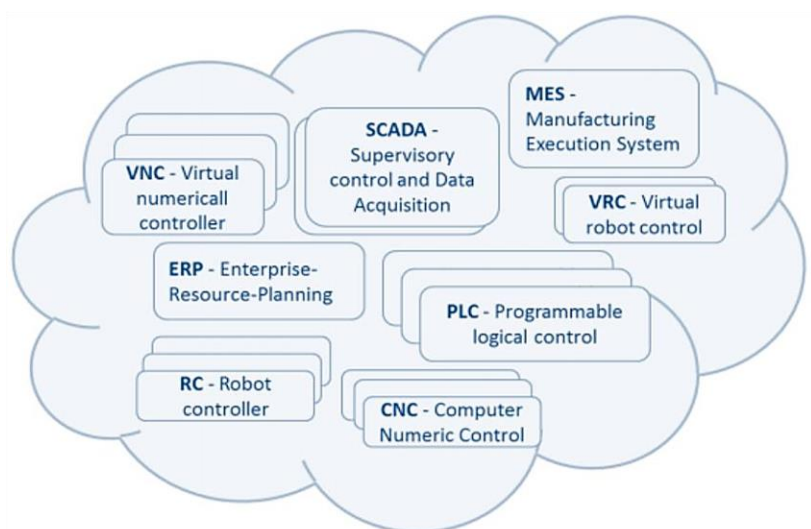 MES -
Manufacturing
Execution System
SCADA -
Supervisory
control and Data
Acquisition
VNC - Virtual
numericall
controller
VRC - Virtual
robot control
ERP - Enterprise-
Resource-Planning
PLC - Programmable
logical control
RC - Robot
controller
CNC - Computer
Numeric Control